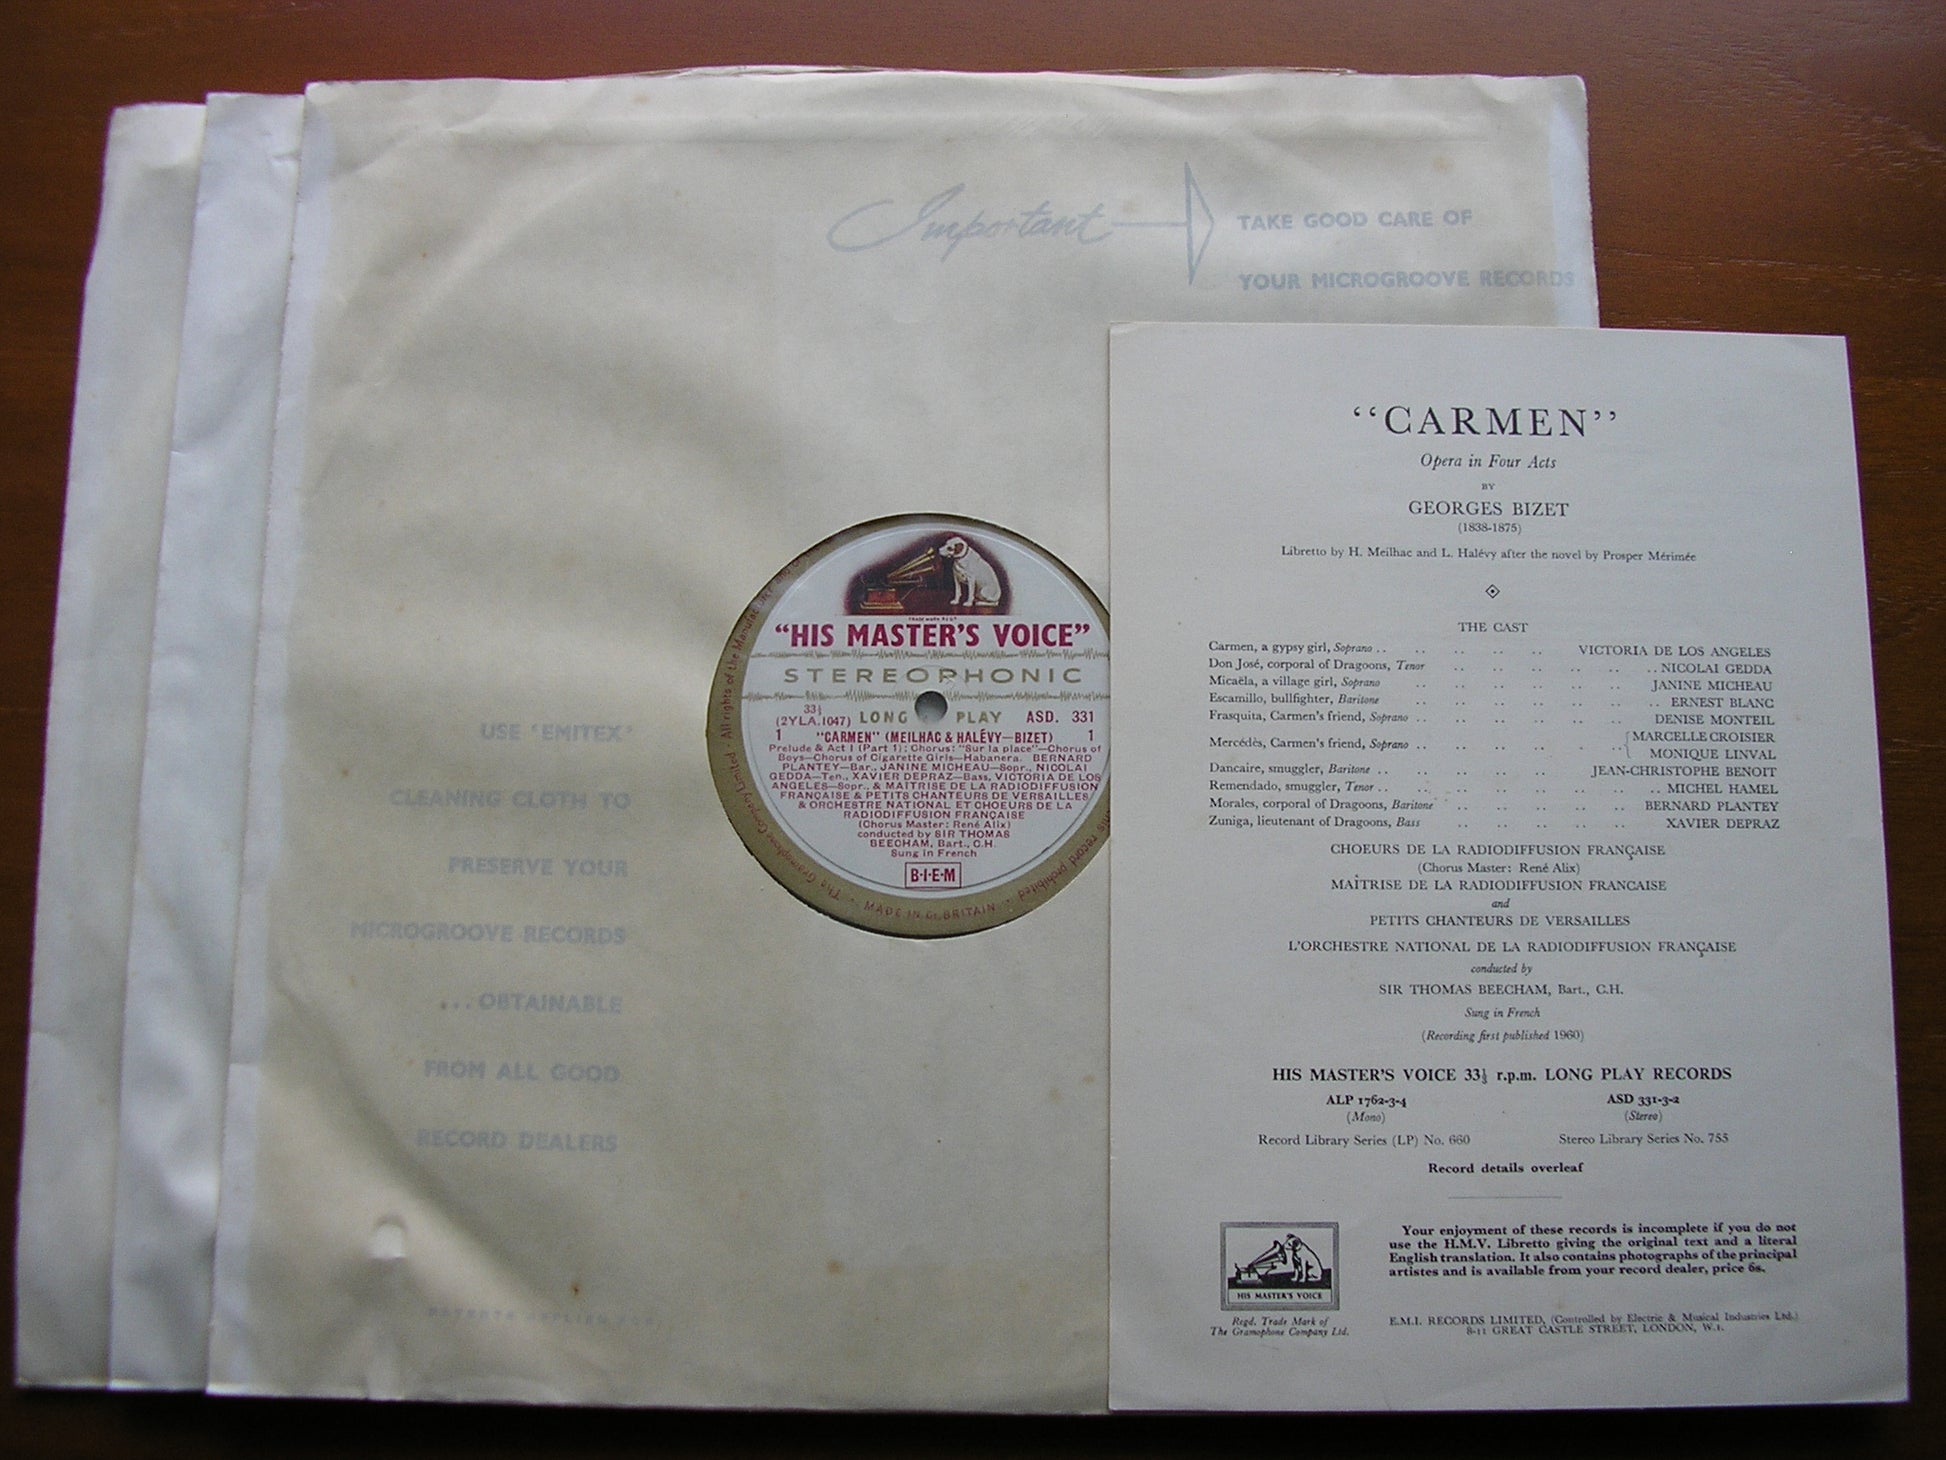 Important
TAKE GOOD CARE OF
YOUR MICROGROOVE RECORDS
USE 'EMITEX'
CLEANING CLOTH TO
PRESERVE YOUR
MICROGROOVE RECORDS
...OBTAINABLE
FROM ALL GOOD
RECORD DEALERS
TRADE MARK REGD
"HIS MASTER'S VOICE"
STEREOPHONIC
33⅓
(2YLA.1047) LONG PLAY ASD. 331
1 "CARMEN" (MEILHAC & HALÉVY—BIZET) 1
Prelude & Act I (Part 1): Chorus: "Sur la place"—Chorus of
Boys—Chorus of Cigarette Girls—Habanera. BERNARD
PLANTEY—Bar., JANINE MICHEAU—Sopr., NICOLAI
GEDDA—Ten., XAVIER DEPRAZ—Bass, VICTORIA DE LOS
ANGELES—Sopr., & MAÎTRISE DE LA RADIODIFFUSION
FRANÇAISE & PETITS CHANTEURS DE VERSAILLES
& ORCHESTRE NATIONAL ET CHOEURS DE LA
RADIODIFFUSION FRANÇAISE
(Chorus Master: René Alix)
conducted by SIR THOMAS
BEECHAM, Bart., C.H.
Sung in French
B·I·E·M
The Gramophone Company Limited · All rights of the Manufac
MADE IN GT. BRITAIN
his record prohibited
"CARMEN"
Opera in Four Acts
BY
GEORGES BIZET
(1838-1875)
Libretto by H. Meilhac and L. Halévy after the novel by Prosper Mérimée
THE CAST
Carmen, a gypsy girl, Soprano .. .. .. .. .. VICTORIA DE LOS ANGELES
Don José, corporal of Dragoons, Tenor .. .. .. .. .. NICOLAI GEDDA
Micaëla, a village girl, Soprano .. .. .. .. .. JANINE MICHEAU
Escamillo, bullfighter, Baritone .. .. .. .. .. .. ERNEST BLANC
Frasquita, Carmen's friend, Soprano .. .. .. .. .. DENISE MONTEIL
Mercédès, Carmen's friend, Soprano .. .. .. .. { MARCELLE CROISIER
MONIQUE LINVAL
Dancaire, smuggler, Baritone .. .. .. .. .. JEAN-CHRISTOPHE BENOIT
Remendado, smuggler, Tenor .. .. .. .. .. .. MICHEL HAMEL
Morales, corporal of Dragoons, Baritone .. .. .. .. BERNARD PLANTEY
Zuniga, lieutenant of Dragoons, Bass .. .. .. .. .. XAVIER DEPRAZ
CHOEURS DE LA RADIODIFFUSION FRANÇAISE
(Chorus Master: René Alix)
MAÎTRISE DE LA RADIODIFFUSION FRANCAISE
and
PETITS CHANTEURS DE VERSAILLES
L'ORCHESTRE NATIONAL DE LA RADIODIFFUSION FRANÇAISE
conducted by
SIR THOMAS BEECHAM, Bart., C.H.
Sung in French
(Recording first published 1960)
HIS MASTER'S VOICE 33⅓ r.p.m. LONG PLAY RECORDS
ALP 1762-3-4 ASD 331-3-2
(Mono) (Stereo)
Record Library Series (LP) No. 660 Stereo Library Series No. 755
Record details overleaf
Your enjoyment of these records is incomplete if you do not
use the H.M.V. Libretto giving the original text and a literal
English translation. It also contains photographs of the principal
artistes and is available from your record dealer, price 6s.
HIS MASTER'S VOICE
Regd. Trade Mark of
The Gramophone Company Ltd.
E.M.I. RECORDS LIMITED, (Controlled by Electric & Musical Industries Ltd.)
8-11 GREAT CASTLE STREET, LONDON, W.1.